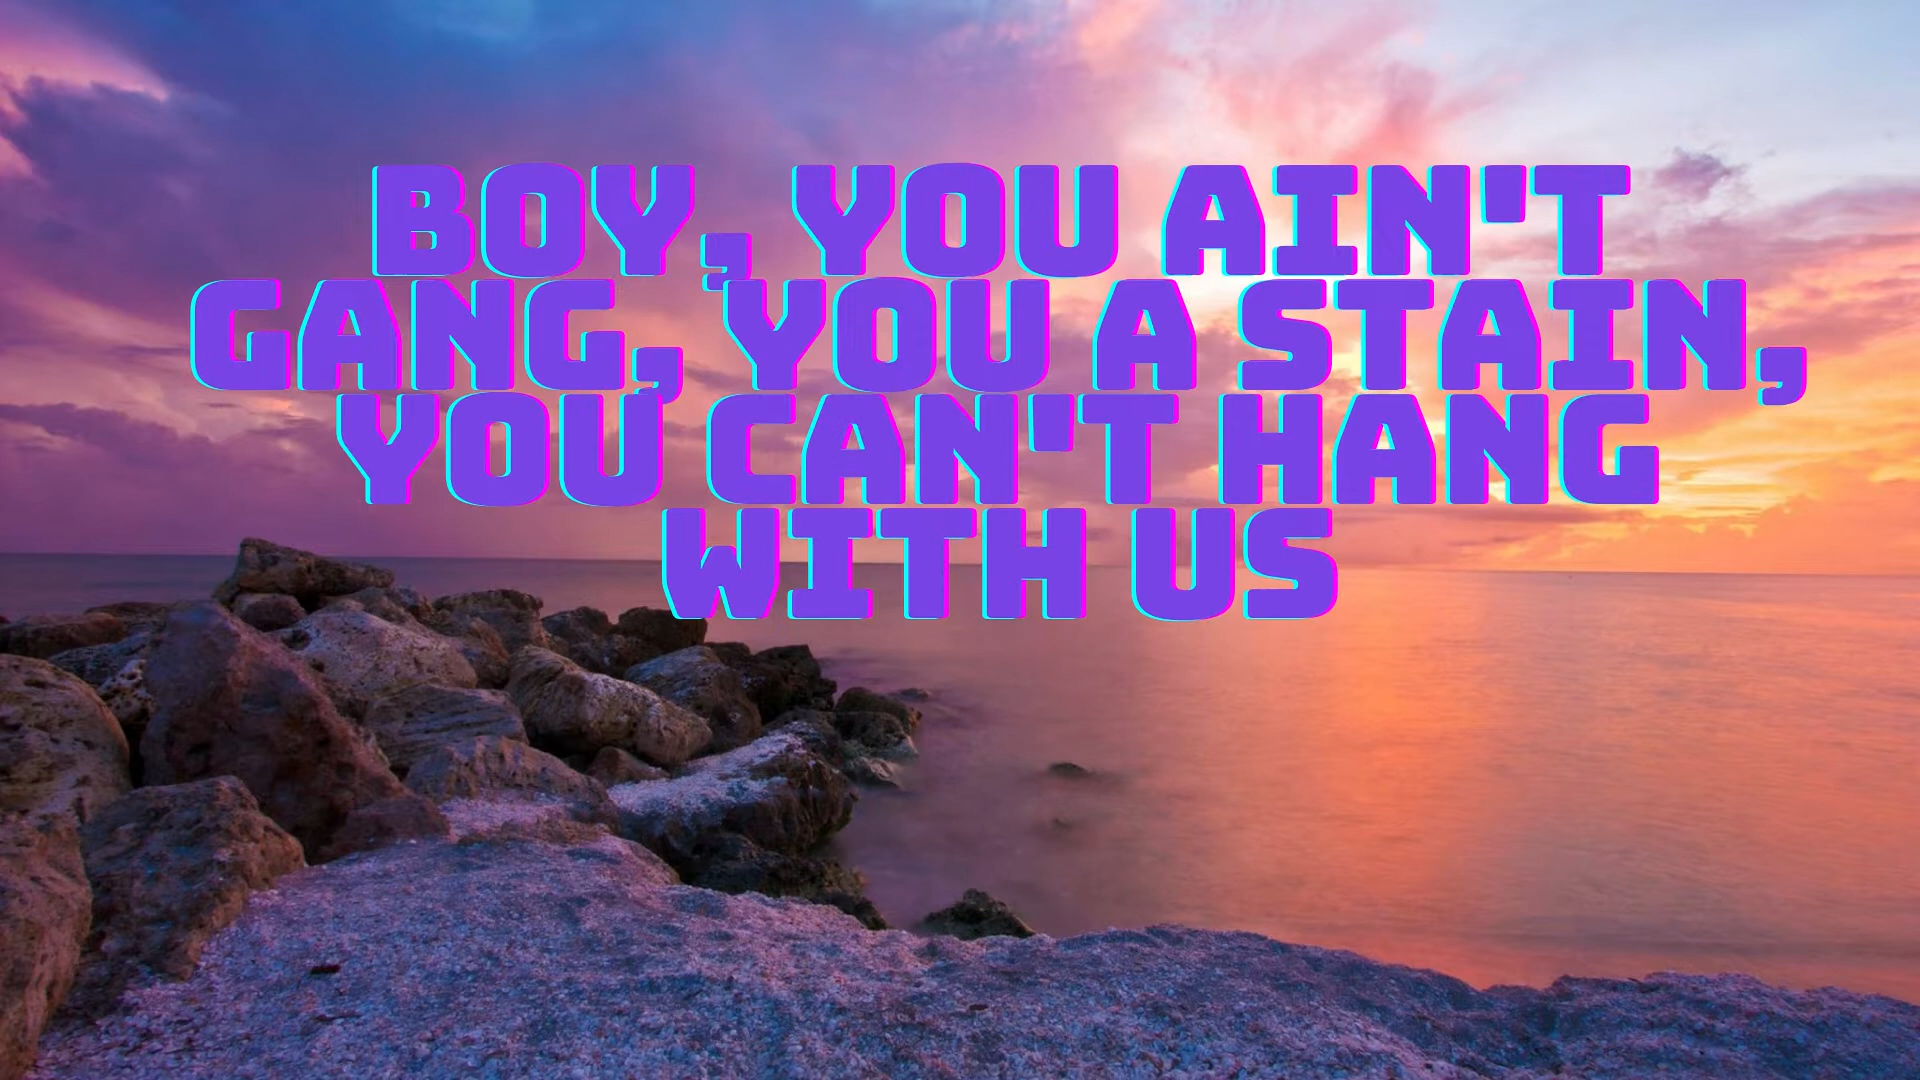 BOY, YOU AIN'T
GANG, YOU A STAIN,
YOU CAN'T HANG
WITH US